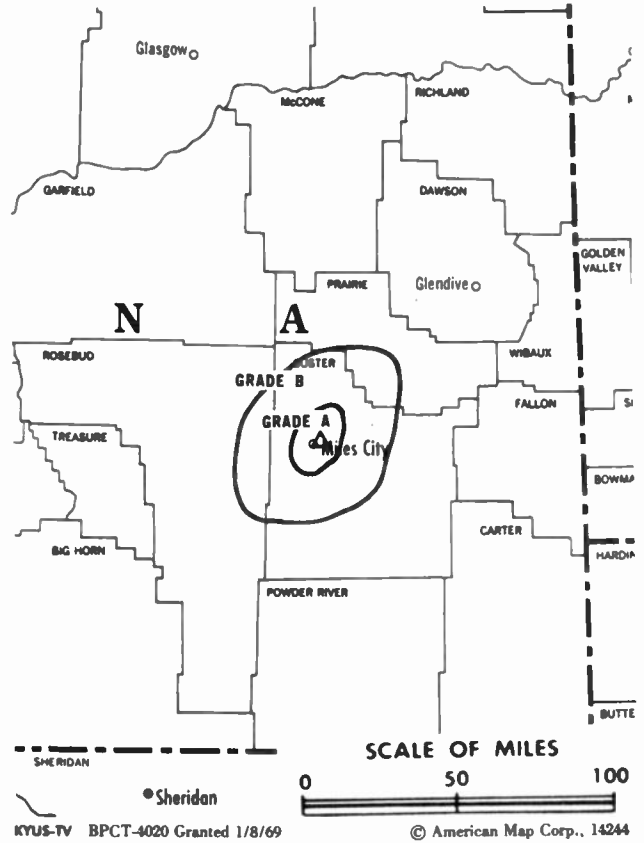 Glasgow
McCONE
RICHLAND
GARFIELD
DAWSON
GOLDEN
VALLEY
PRAIRIE
Glendive
N A
ROSEBUD
CUSTER
WIBAUX
GRADE B
FALLON
GRADE A
TREASURE
Miles City
BOWMA
BIG HORN
CARTER
HARDIN
POWDER RIVER
BUTTE
SCALE OF MILES
SHERIDAN
0 50 100
Sheridan
KYUS-TV BPCT-4020 Granted 1/8/69
© American Map Corp., 14244